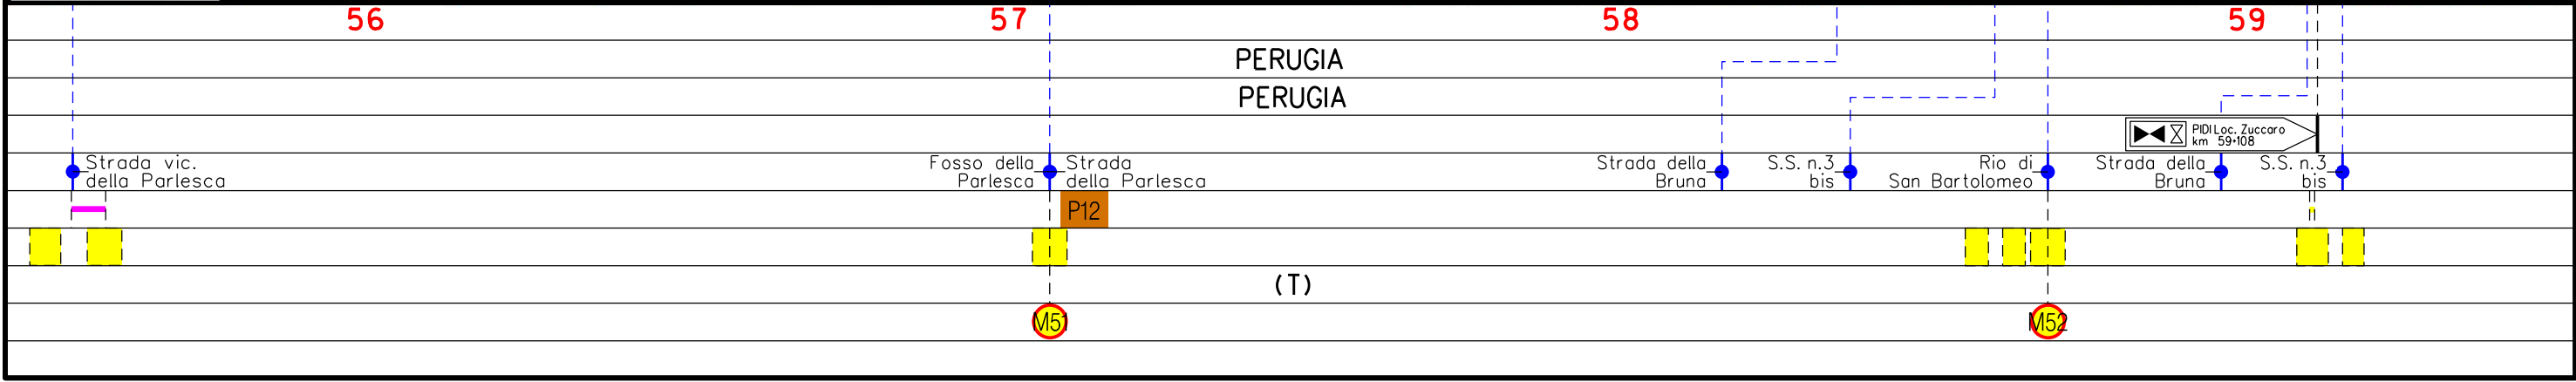 56 57 58 59
PERUGIA
PERUGIA
PIDI Loc. Zuccaro
km 59+108
Strada vic.
della Parlesca
Fosso della
Parlesca
Strada
della Parlesca
Strada della
Bruna
S.S. n.3
bis
Rio di
San Bartolomeo
Strada della
Bruna
S.S. n.3
bis
P12
(T)
M51 M52